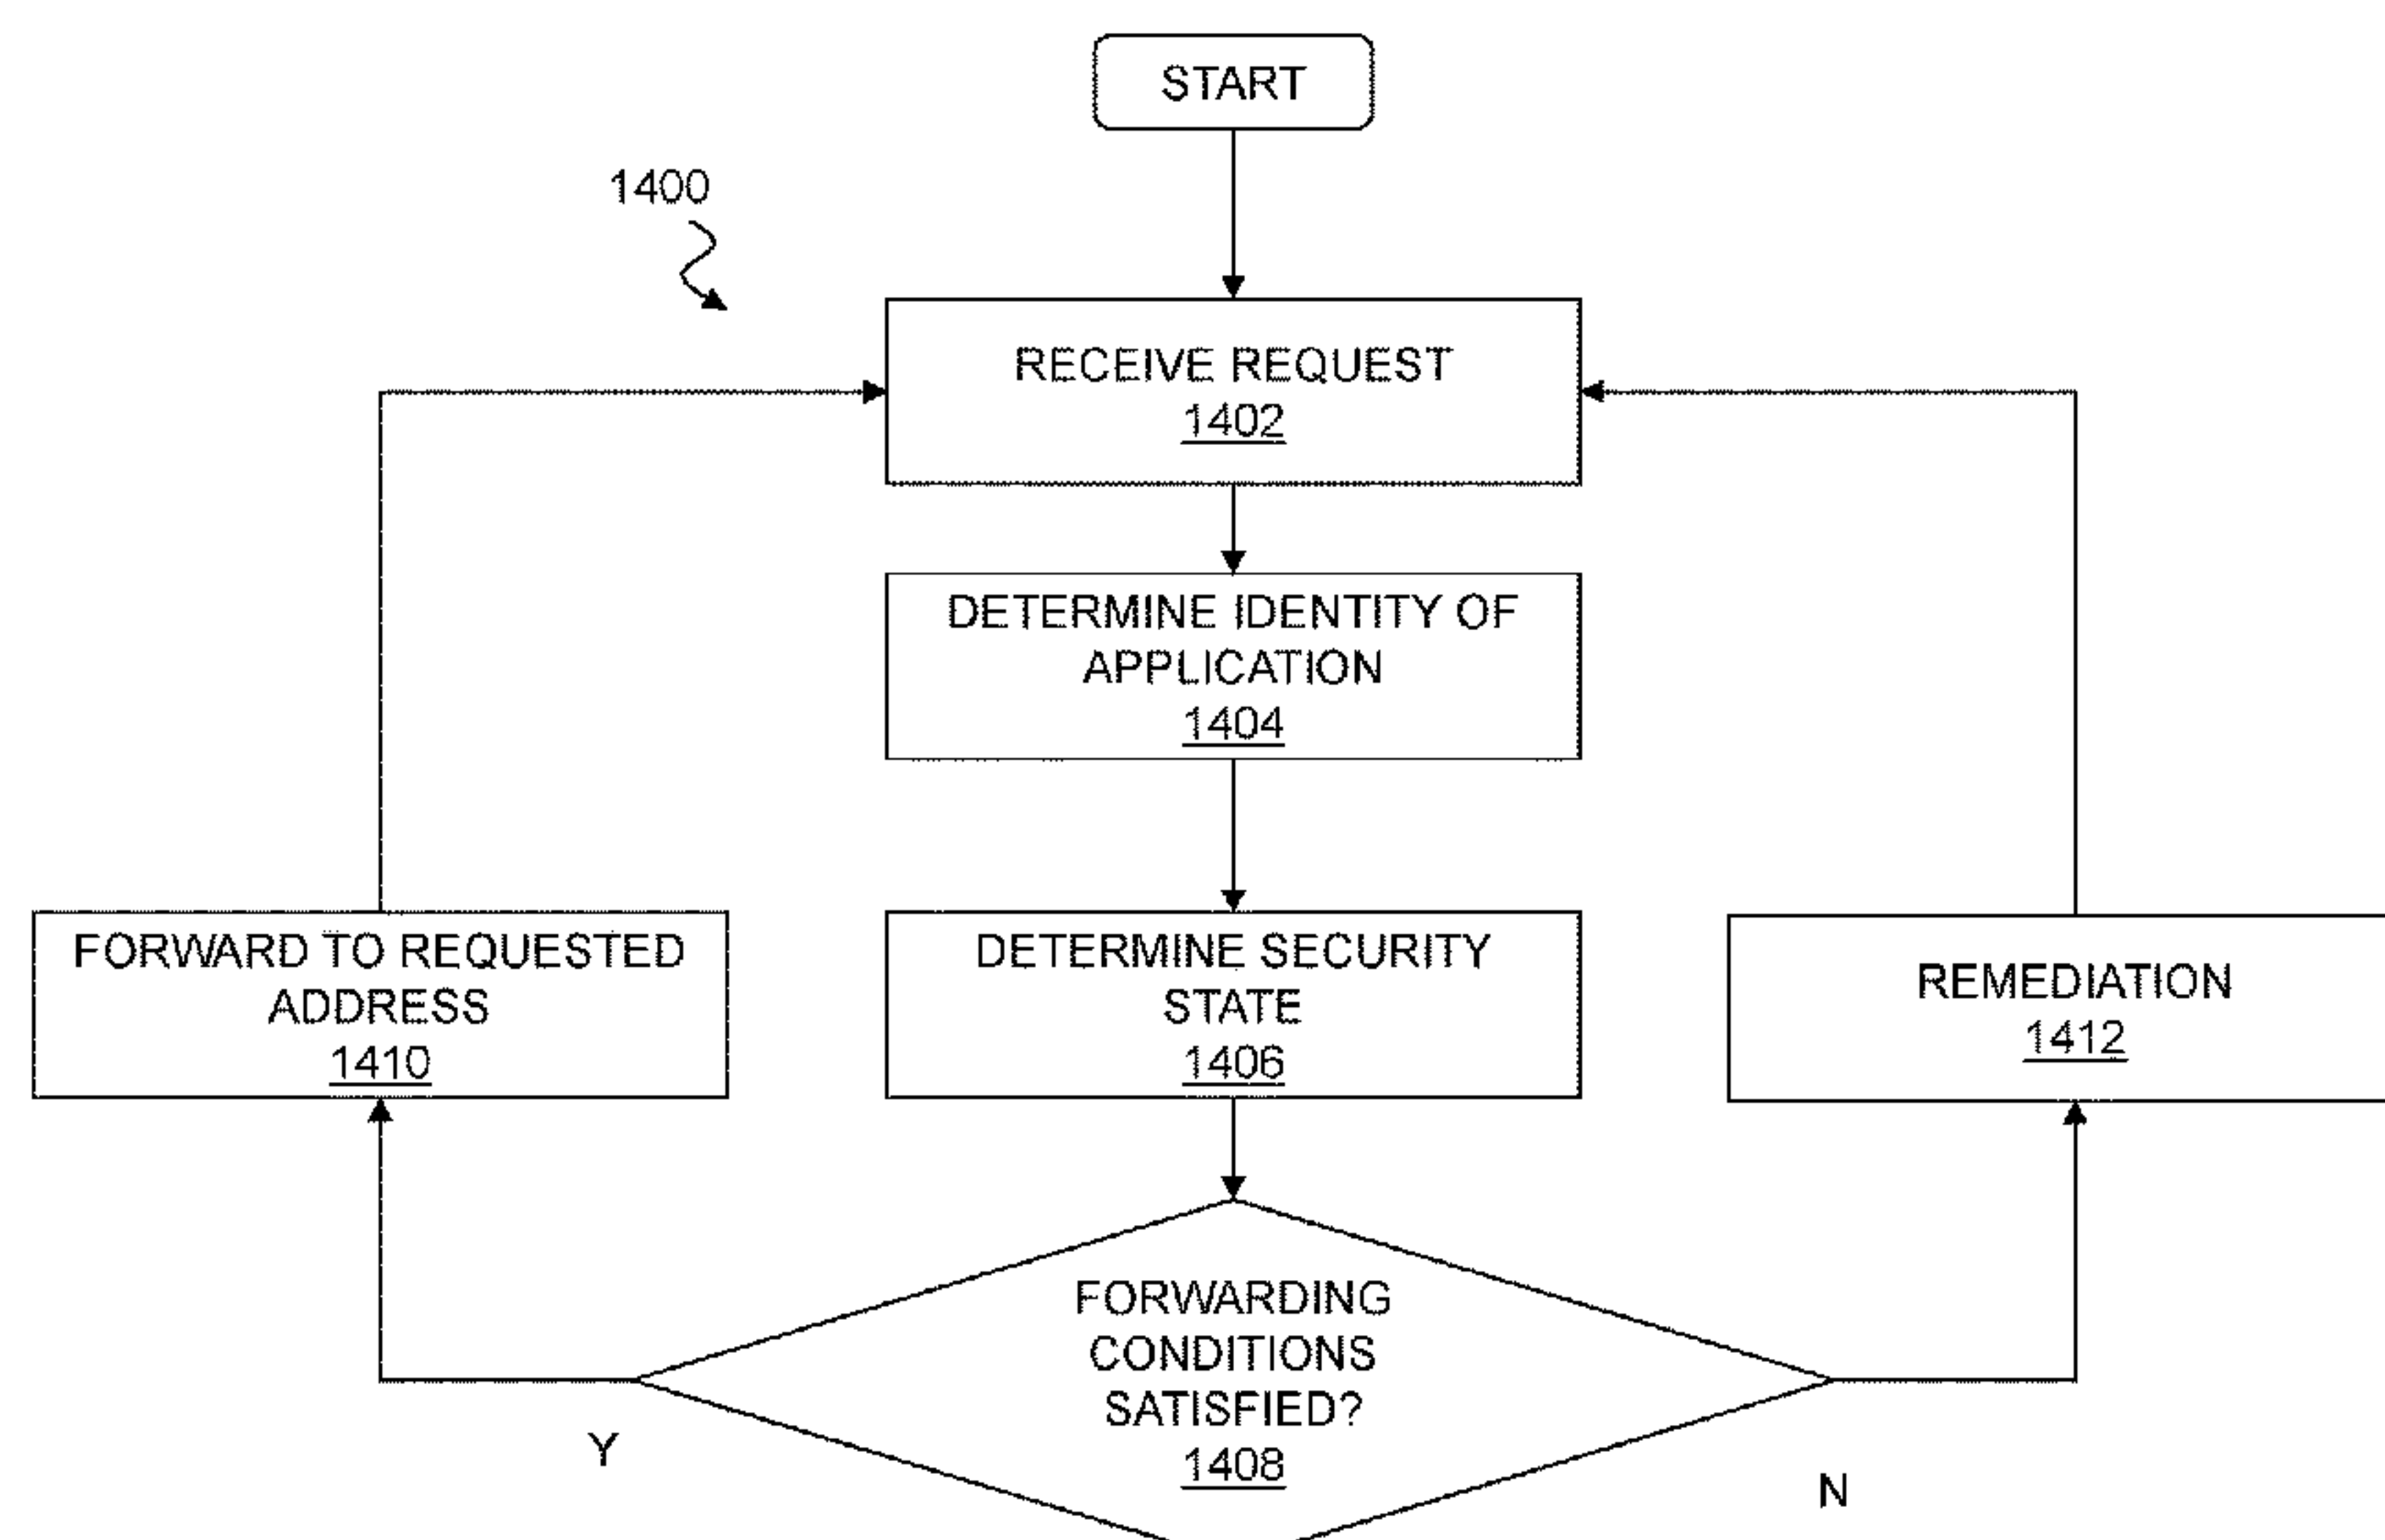 START
1400
RECEIVE REQUEST
1402
DETERMINE IDENTITY OF
APPLICATION
1404
FORWARD TO REQUESTED
ADDRESS
1410
DETERMINE SECURITY
STATE
1406
REMEDIATION
1412
FORWARDING
CONDITIONS
SATISFIED?
1408
Y
N